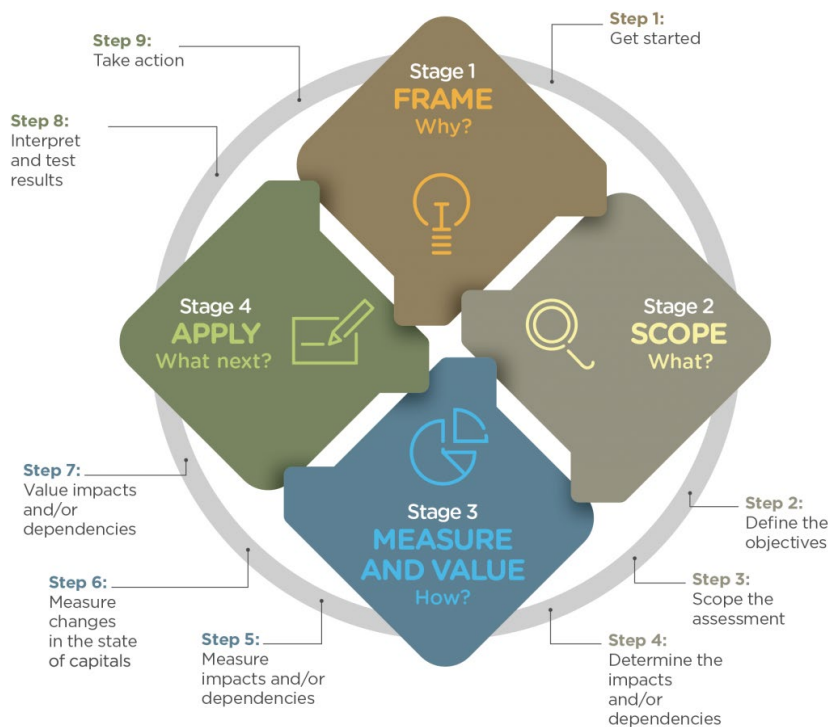 Stage 1
FRAME
Why?
Step 1:
Get started
Stage 2
SCOPE
What?
Step 2:
Define the
objectives
Step 3:
Scope the
assessment
Step 4:
Determine the
impacts
and/or
dependencies
Stage 3
MEASURE
AND VALUE
How?
Step 5:
Measure
impacts and/or
dependencies
Step 6:
Measure
changes
in the state
of capitals
Step 7:
Value impacts
and/or
dependencies
Stage 4
APPLY
What next?
Step 8:
Interpret
and test
results
Step 9:
Take action